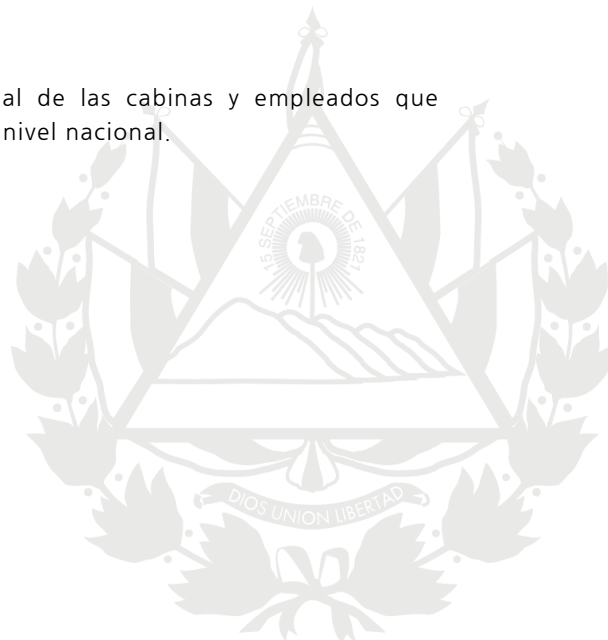 al de las cabinas y empleados que
nivel nacional.
15 SEPTIEMBRE DE 1821
DIOS UNION LIBERTAD